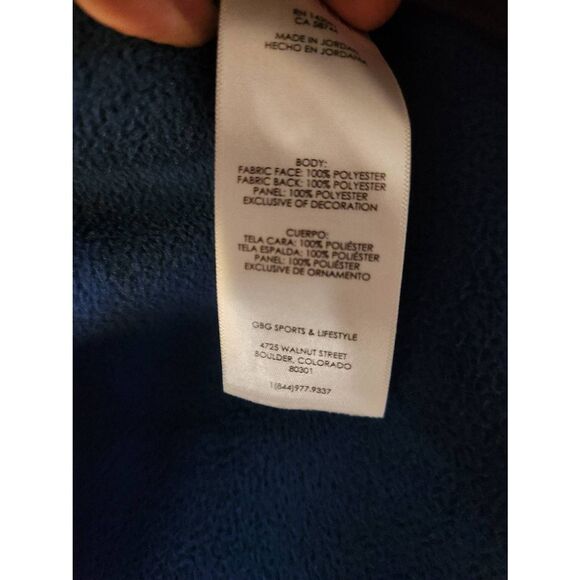 MADE IN JORDAN
HECHO EN JORDANIA
BODY:
FABRIC FACE: 100% POLYESTER
FABRIC BACK: 100% POLYESTER
PANEL: 100% POLYESTER
EXCLUSIVE OF DECORATION
CUERPO:
TELA CARA: 100% POLIÉSTER
TELA ESPALDA: 100% POLIÉSTER
PANEL: 100% POLIÉSTER
EXCLUSIVE DE ORNAMENTO
GBG SPORTS & LIFESTYLE
4725 WALNUT STREET
BOULDER, COLORADO
80301
1(844)977.9337